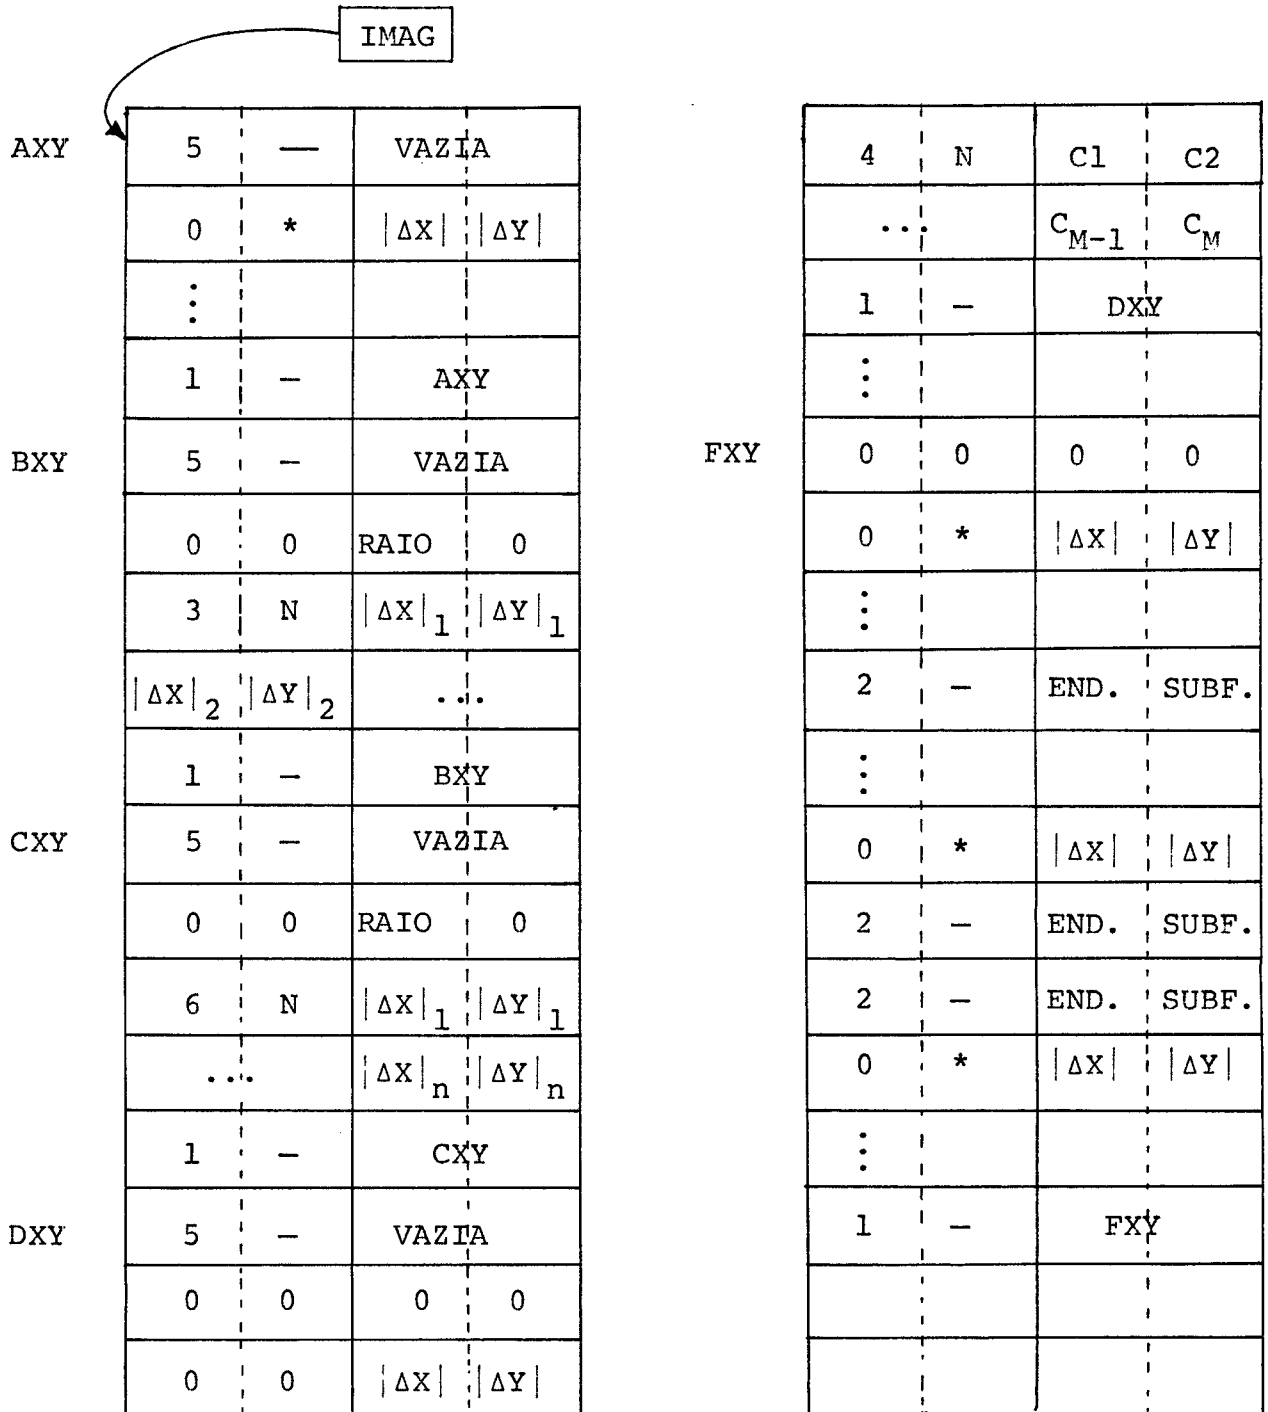 IMAG
AXY 5 — VAZIA
0 * |ΔX| |ΔY|
⋮
1 – AXY
BXY 5 – VAZIA
0 0 RAIO 0
3 N |ΔX|1 |ΔY|1
|ΔX|2 |ΔY|2 ...
1 – BXY
CXY 5 – VAZIA
0 0 RAIO 0
6 N |ΔX|1 |ΔY|1
... |ΔX|n |ΔY|n
1 – CXY
DXY 5 – VAZIA
0 0 0 0
0 0 |ΔX| |ΔY|
4 N C1 C2
... CM-1 CM
1 – DXY
⋮
FXY 0 0 0 0
0 * |ΔX| |ΔY|
⋮
2 – END. SUBF.
⋮
0 * |ΔX| |ΔY|
2 – END. SUBF.
2 – END. SUBF.
0 * |ΔX| |ΔY|
⋮
1 – FXY